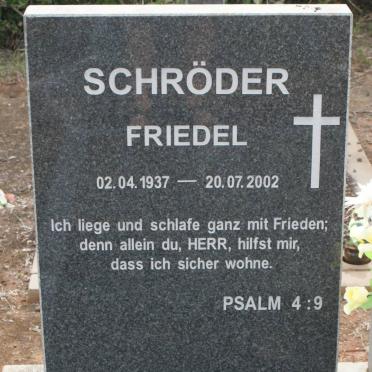 SCHRÖDER
FRIEDEL
02.04.1937 — 20.07.2002
Ich liege und schlafe ganz mit Frieden;
denn allein du, HERR, hilfst mir,
dass ich sicher wohne.
PSALM 4:9